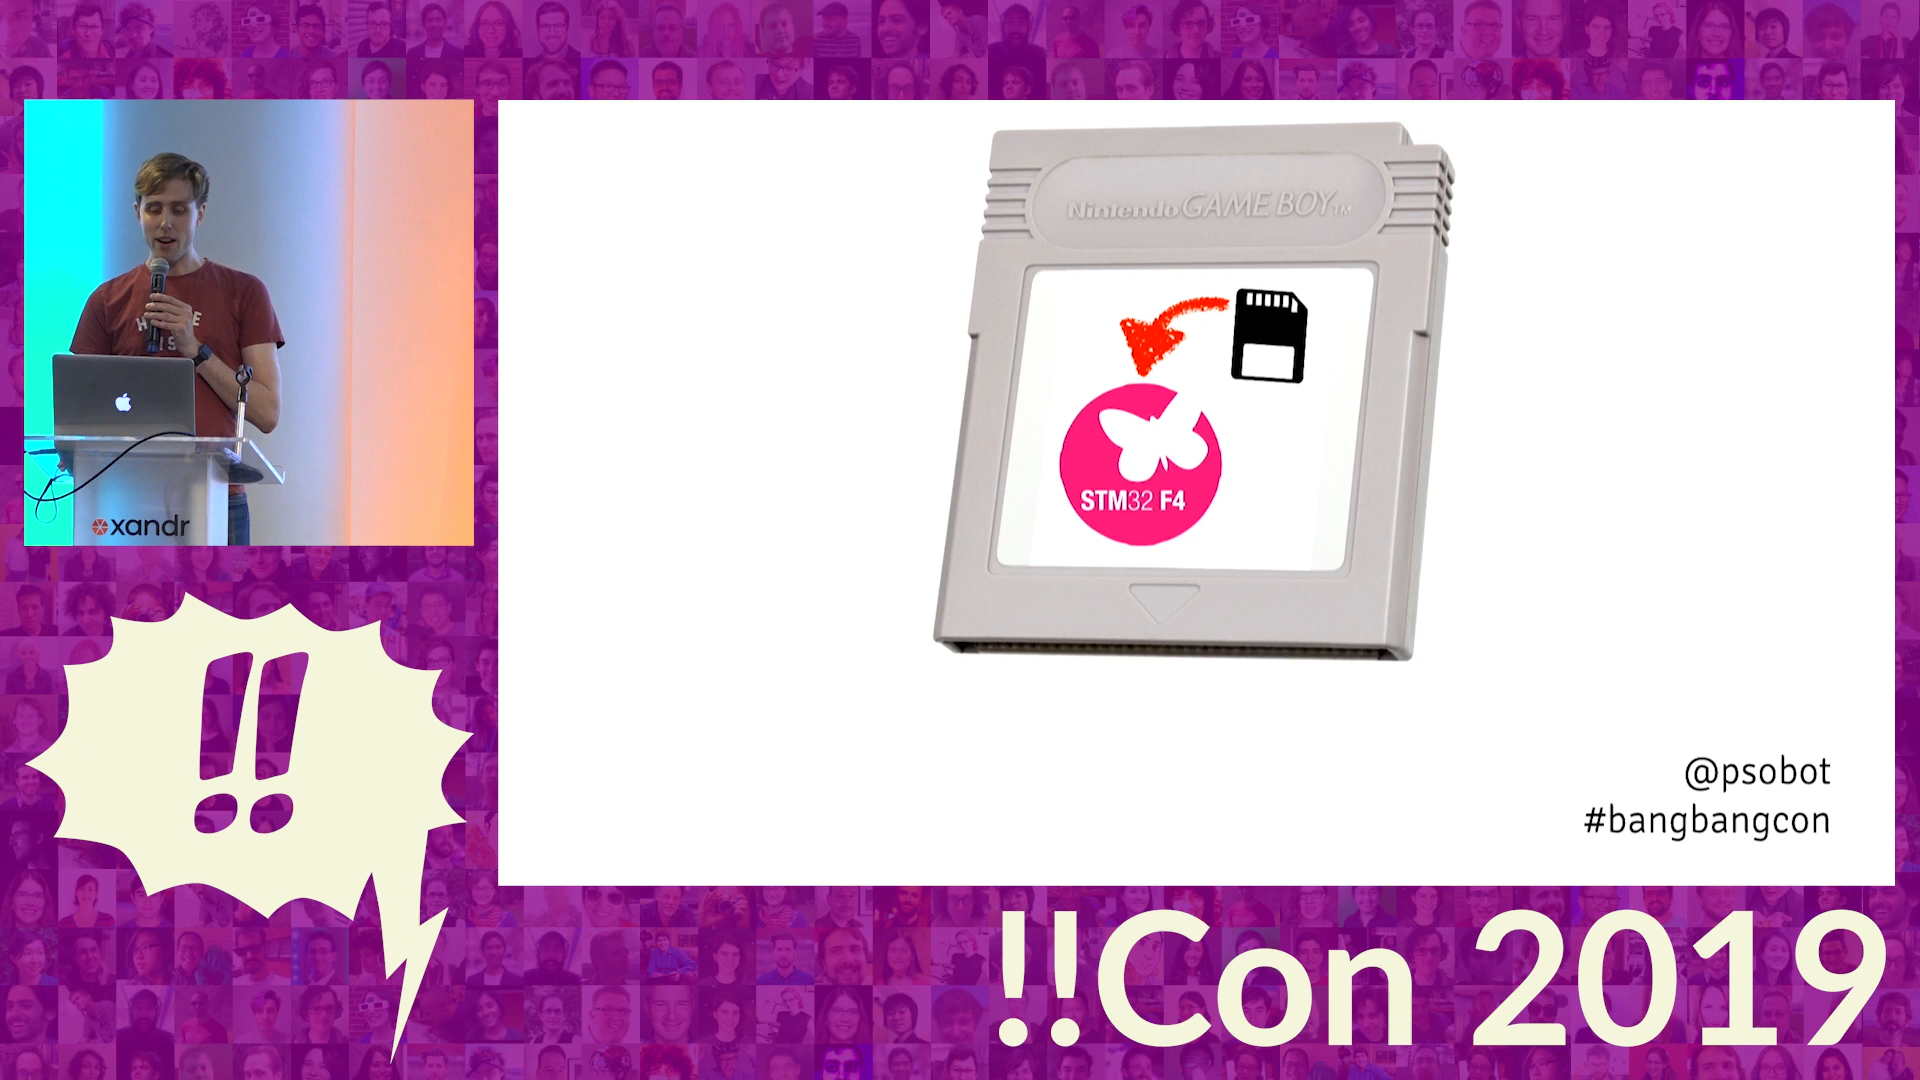 Nintendo GAME BOY TM
STM32 F4
xandr
!!
@psobot
#bangbangcon
!!Con 2019